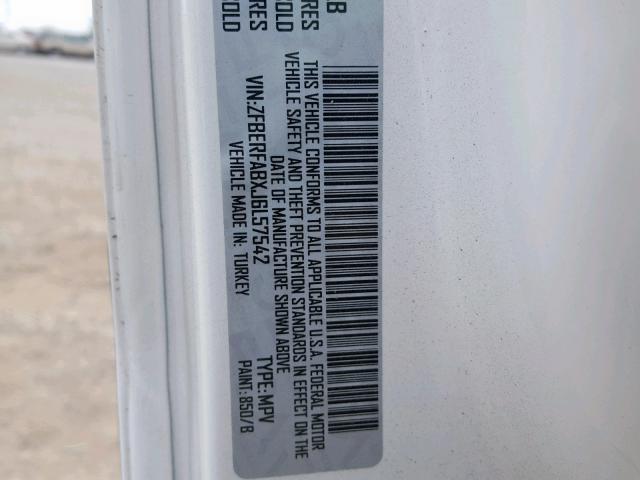 LB
RES
OLD
RES
OLD
THIS VEHICLE CONFORMS TO ALL APPLICABLE U.S.A. FEDERAL MOTOR
VEHICLE SAFETY AND THEFT PREVENTION STANDARDS IN EFFECT ON THE
DATE OF MANUFACTURE SHOWN ABOVE
VIN:ZFBERFABXJ6L57542 TYPE:MPV
VEHICLE MADE IN: TURKEY PAINT:850/B